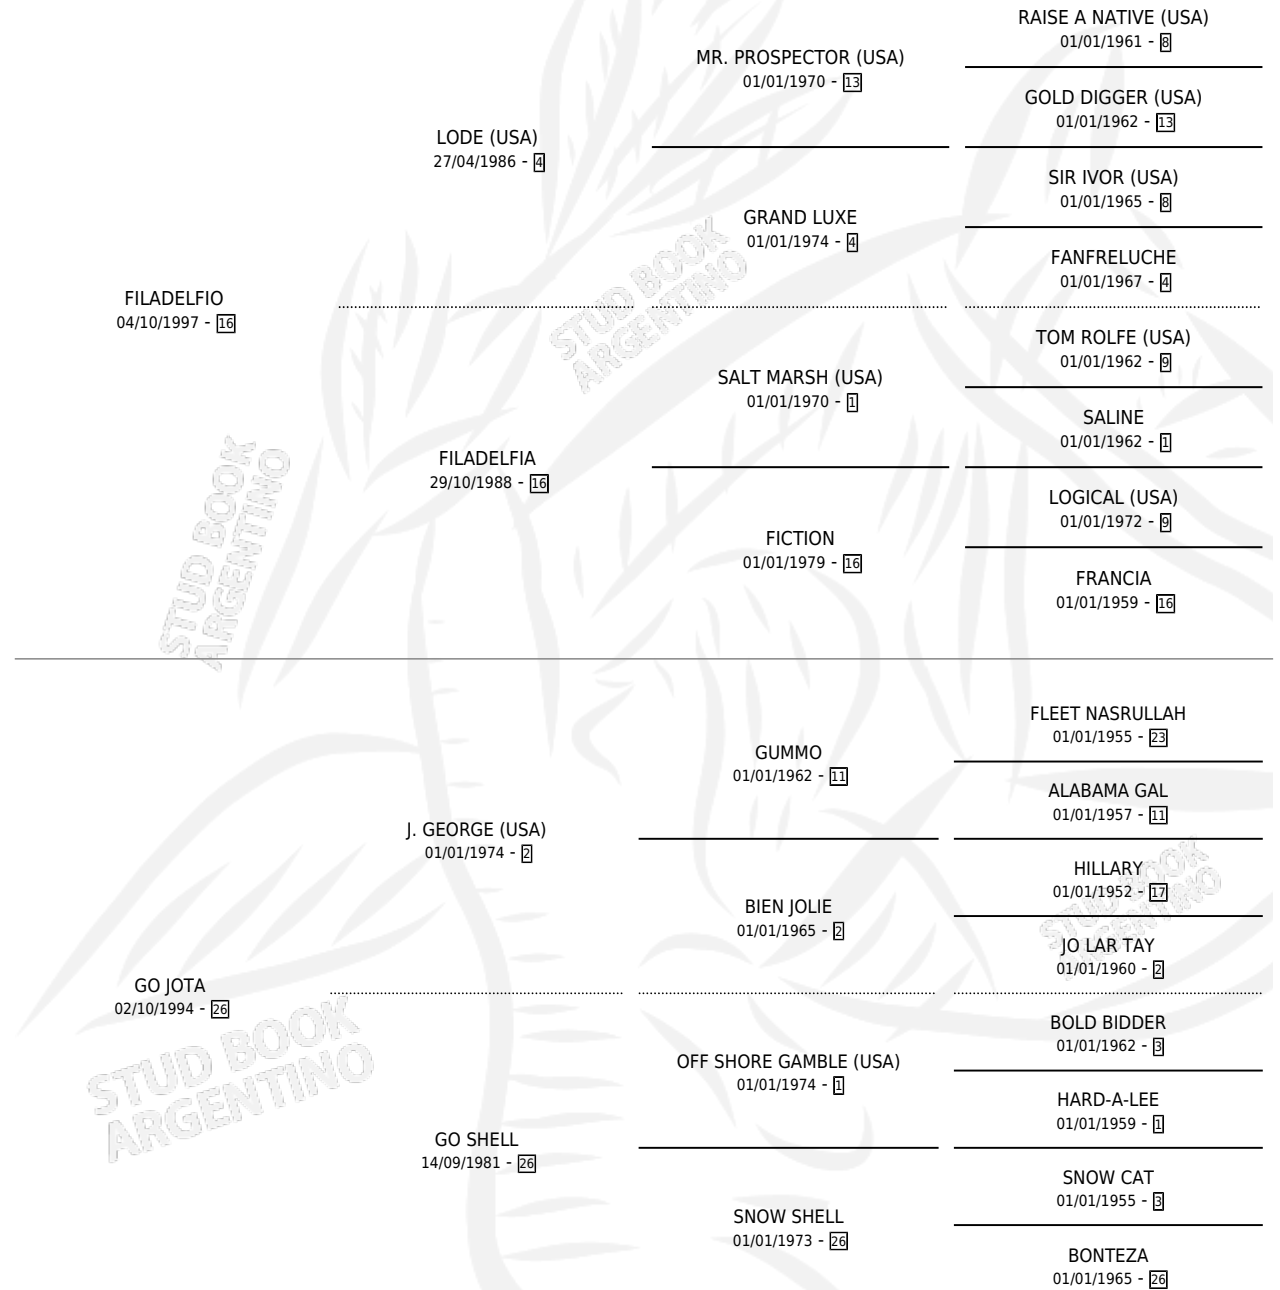 RAISE A NATIVE (USA)
01/01/1961 - 8
MR. PROSPECTOR (USA)
01/01/1970 - 13
GOLD DIGGER (USA)
01/01/1962 - 13
LODE (USA)
27/04/1986 - 4
SIR IVOR (USA)
01/01/1965 - 8
GRAND LUXE
01/01/1974 - 4
FANFRELUCHE
01/01/1967 - 4
FILADELFIO
04/10/1997 - 16
STUD BOOK
ARGENTINO
TOM ROLFE (USA)
01/01/1962 - 9
SALT MARSH (USA)
01/01/1970 - 1
SALINE
01/01/1962 - 1
FILADELFIA
29/10/1988 - 16
STUD BOOK
ARGENTINO
LOGICAL (USA)
01/01/1972 - 9
FICTION
01/01/1979 - 16
FRANCIA
01/01/1959 - 16
FLEET NASRULLAH
01/01/1955 - 23
GUMMO
01/01/1962 - 11
ALABAMA GAL
01/01/1957 - 11
J. GEORGE (USA)
01/01/1974 - 2
HILLARY
01/01/1952 - 17
STUD BOOK
ARGENTINO
BIEN JOLIE
01/01/1965 - 2
JO LAR TAY
01/01/1960 - 2
GO JOTA
02/10/1994 - 26
STUD BOOK
ARGENTINO
BOLD BIDDER
01/01/1962 - 3
OFF SHORE GAMBLE (USA)
01/01/1974 - 1
HARD-A-LEE
01/01/1959 - 1
GO SHELL
14/09/1981 - 26
SNOW CAT
01/01/1955 - 3
SNOW SHELL
01/01/1973 - 26
BONTEZA
01/01/1965 - 26